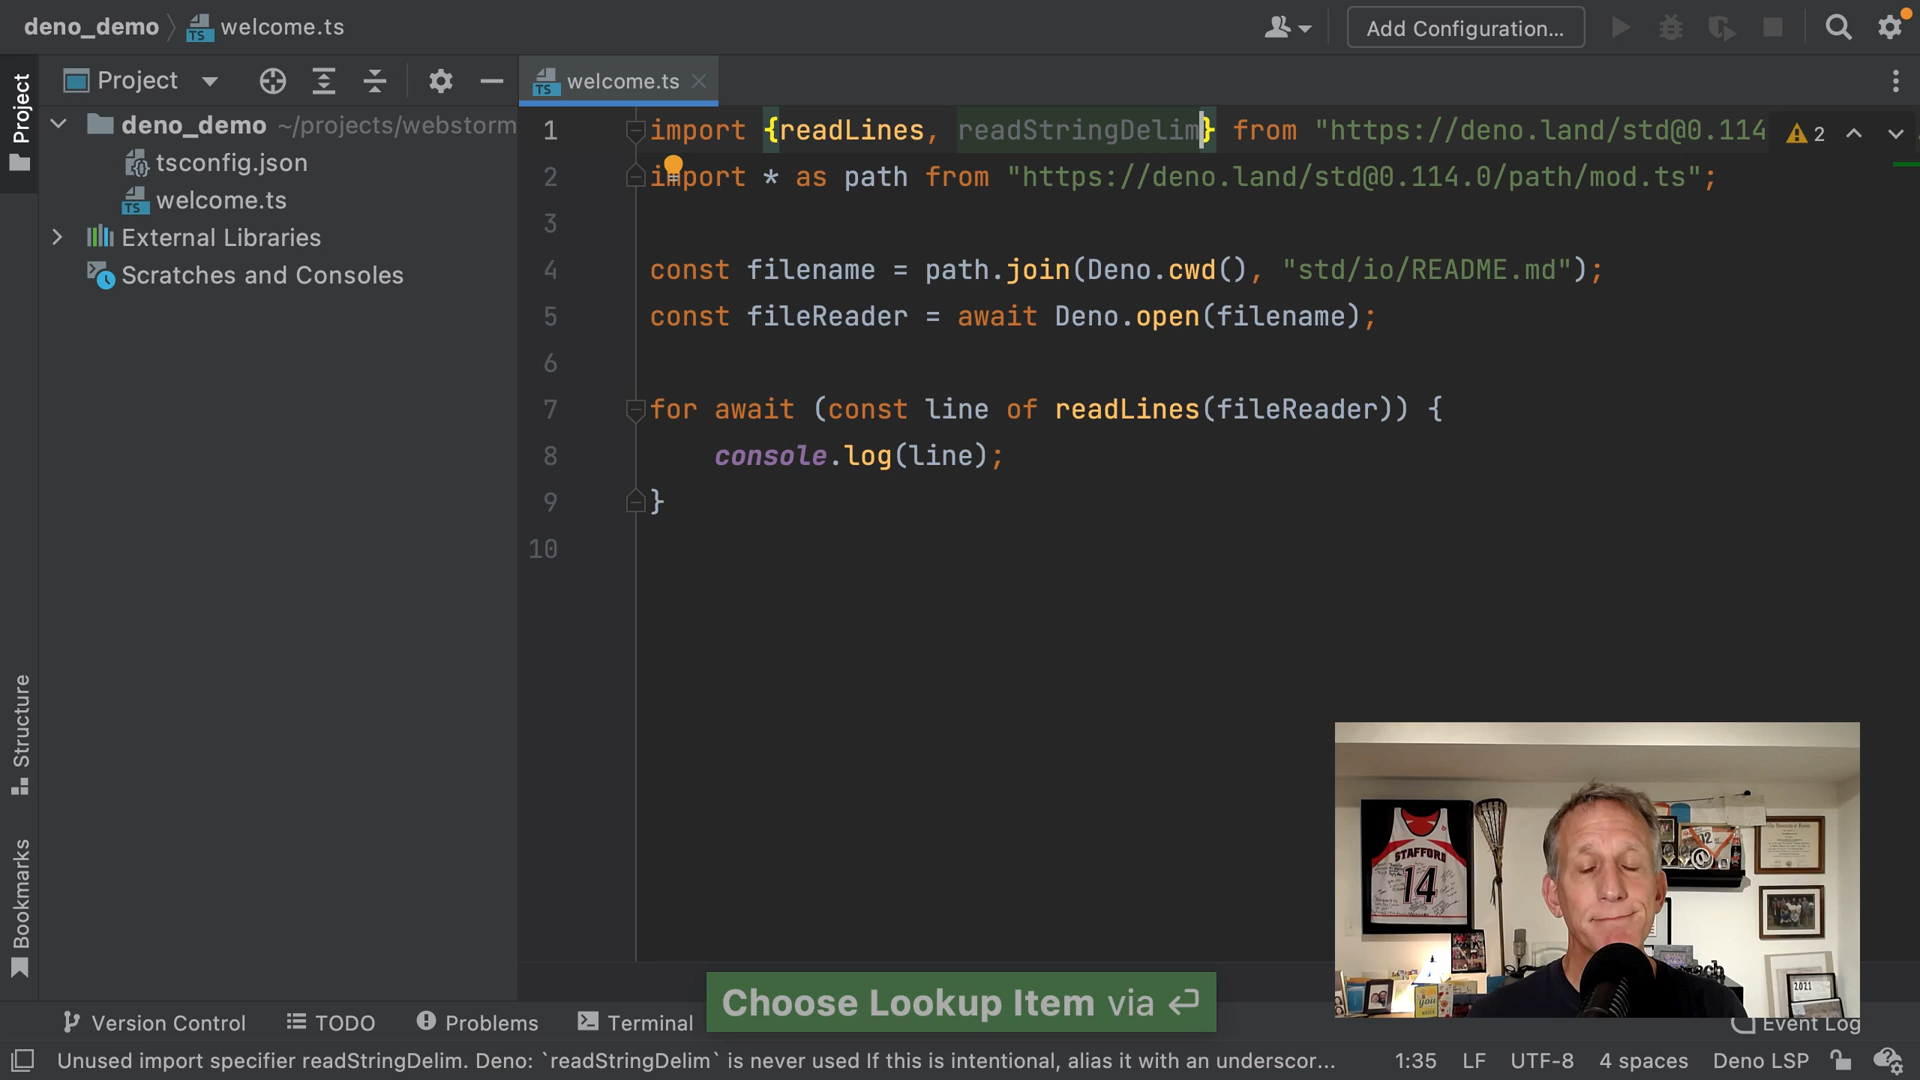 deno_demo
welcome.ts
Add Configuration...
Project
Project
welcome.ts
deno_demo ~/projects/webstorm
tsconfig.json
welcome.ts
External Libraries
Scratches and Consoles
Structure
Bookmarks
1 import {readLines, readStringDelim} from "https://deno.land/std@0.114
2
2 import * as path from "https://deno.land/std@0.114.0/path/mod.ts";
3
4 const filename = path.join(Deno.cwd(), "std/io/README.md");
5 const fileReader = await Deno.open(filename);
6
7 for await (const line of readLines(fileReader)) {
8 console.log(line);
9 }
10
STAFFORD
14
2021
Choose Lookup Item via ⏎
Version Control
TODO
Problems
Terminal
Event Log
Unused import specifier readStringDelim. Deno: `readStringDelim` is never used If this is intentional, alias it with an underscor...
1:35
LF
UTF-8
4 spaces
Deno LSP